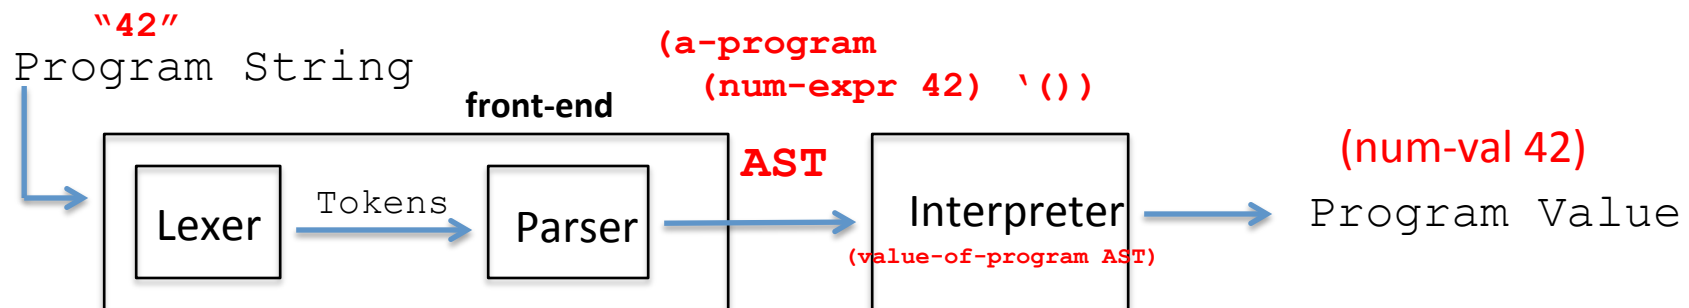 “42”
Program String
(a-program
(num-expr 42) ‘())
front-end
AST
(num-val 42)
Lexer
Tokens
Parser
Interpreter
(value-of-program AST)
Program Value